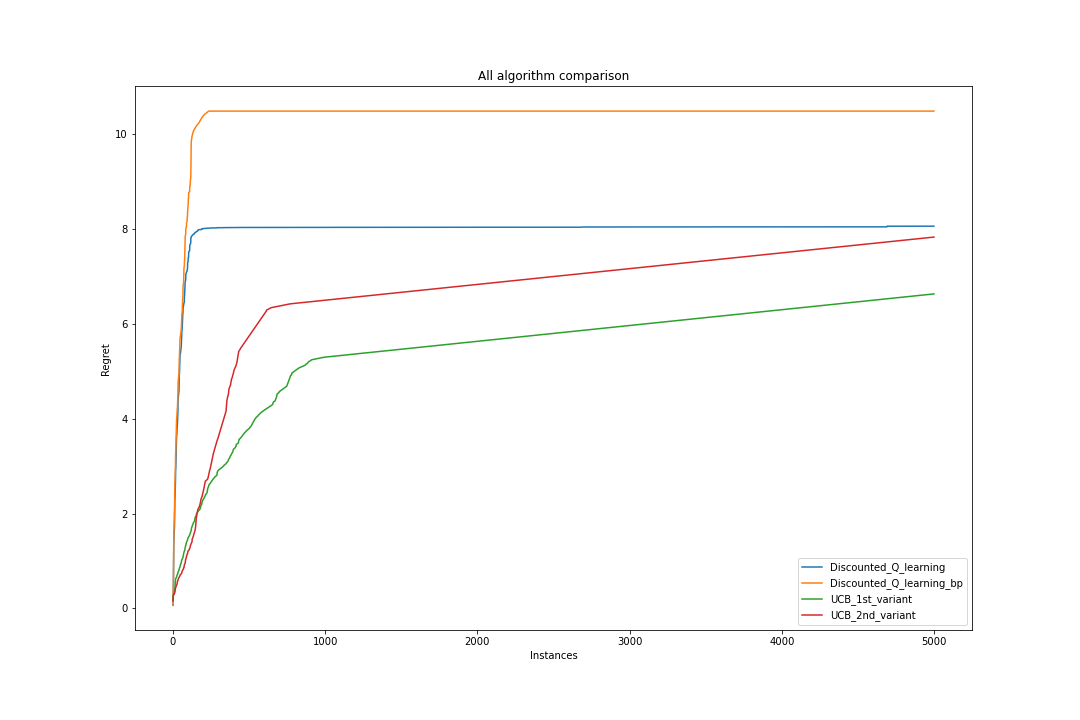 All algorithm comparison
Regret
10
8
6
4
2
0
0 1000 2000 3000 4000 5000
Instances
Discounted_Q_learning
Discounted_Q_learning_bp
UCB_1st_variant
UCB_2nd_variant